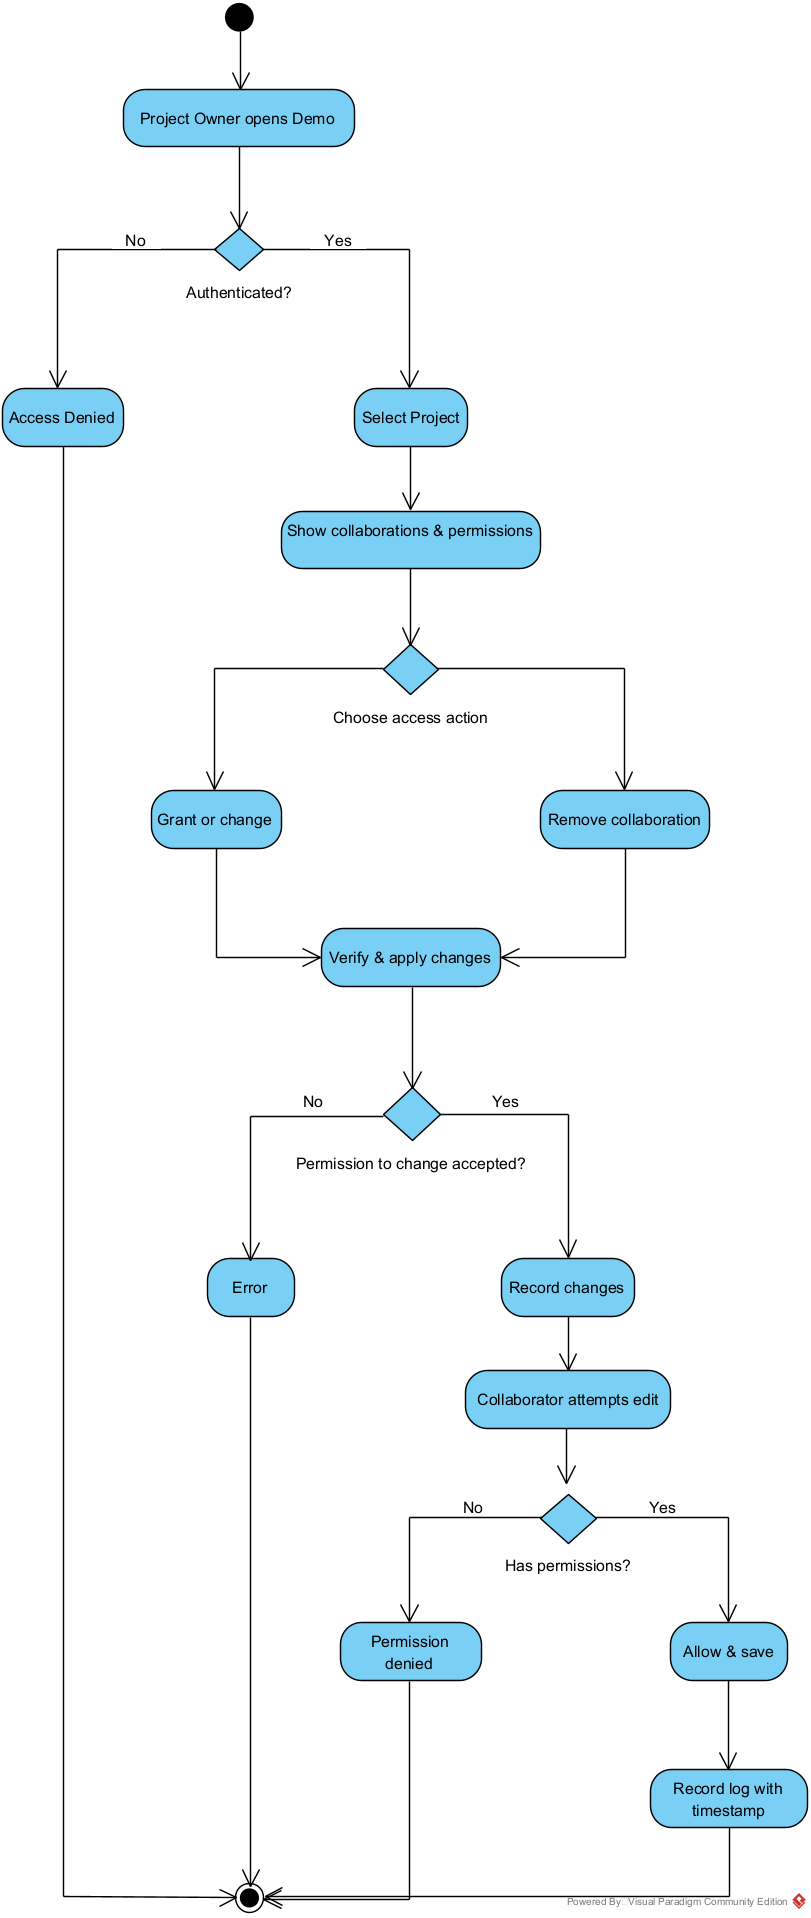 Project Owner opens Demo
No
Yes
Authenticated?
Access Denied
Select Project
Show collaborations & permissions
Choose access action
Grant or change
Remove collaboration
Verify & apply changes
No
Yes
Permission to change accepted?
Error
Record changes
Collaborator attempts edit
No
Yes
Has permissions?
Permission
denied
Allow & save
Record log with
timestamp
Powered By Visual Paradigm Community Edition